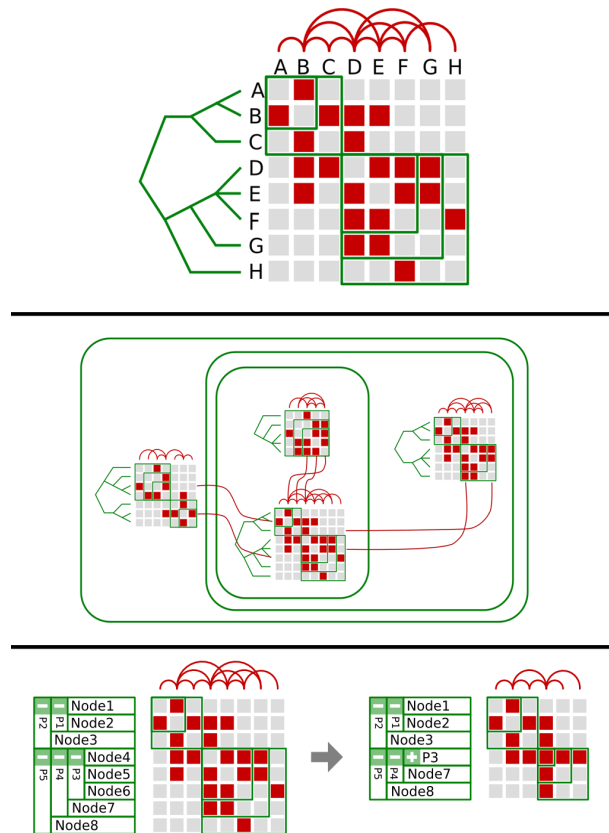 A B C D E F G H
A
B
C
D
E
F
G
H
− − Node1
P2 P1 Node2
Node3
− − − Node4
P5 P4 P3 Node5
Node6
Node7
Node8
− − Node1
P2 P1 Node2
Node3
− − + P3
P5 P4 Node7
Node8